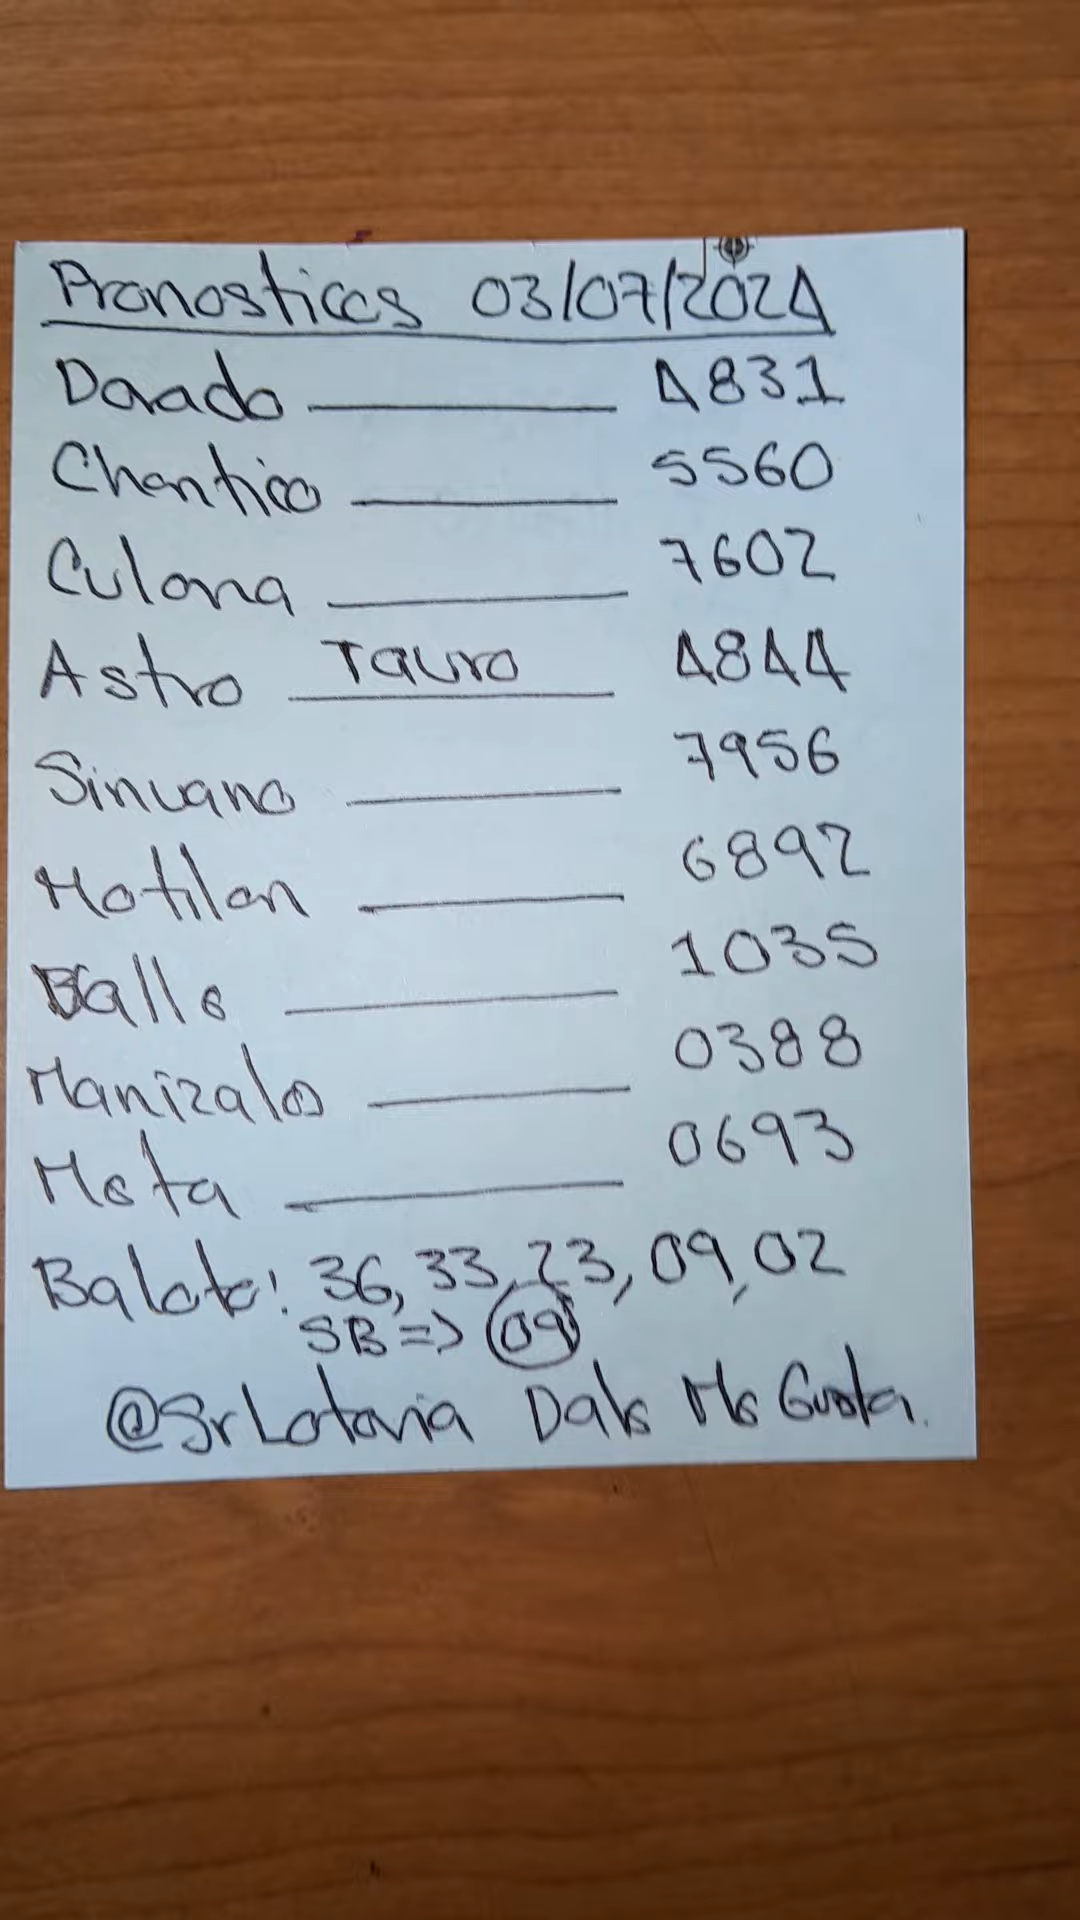 Pronosticos 03/07/2024
Dorado 4831
Chontico 5560
Culona 7602
Astro Tauro 4844
Sinuano 7956
Motilon 6892
Valle 1035
Manizales 0388
Meta 0693
Baloto: 36, 33, 23, 09, 02
SB => 09
@SrLoteria Dale Me Gusta.